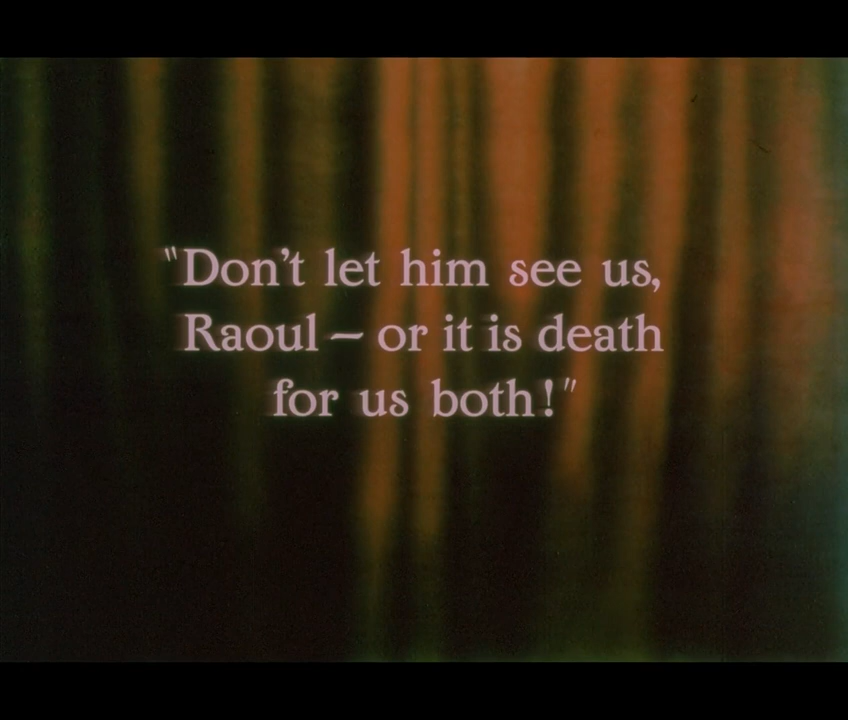 "Don't let him see us,
Raoul – or it is death
for us both!"